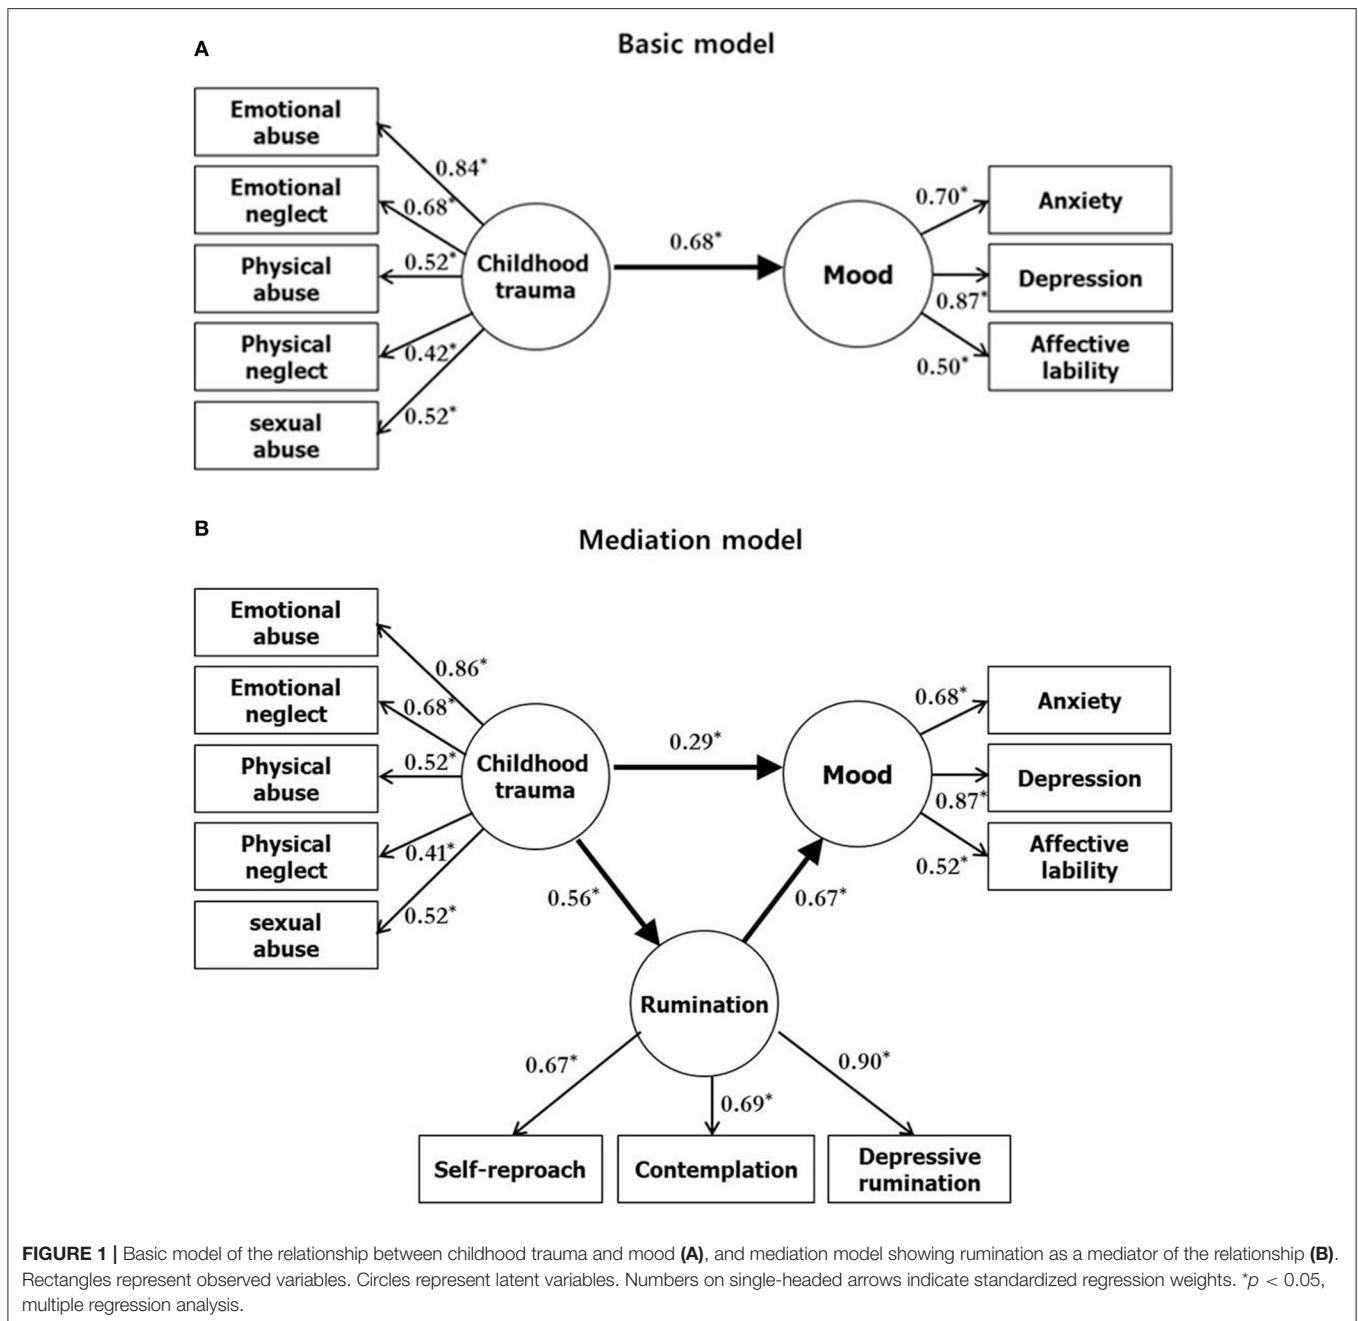 A
Basic model
Emotional
abuse
0.84*
Emotional
neglect
0.68*
Physical
abuse
0.52*
Physical
neglect
0.42*
sexual
abuse
0.52*
Childhood
trauma
0.68*
Mood
0.70*
Anxiety
0.87*
Depression
0.50*
Affective
lability
B
Mediation model
Emotional
abuse
0.86*
Emotional
neglect
0.68*
Physical
abuse
0.52*
Physical
neglect
0.41*
sexual
abuse
0.52*
Childhood
trauma
0.29*
Mood
0.68*
Anxiety
0.87*
Depression
0.52*
Affective
lability
0.56*
0.67*
Rumination
0.67*
0.69*
0.90*
Self-reproach
Contemplation
Depressive
rumination
FIGURE 1 | Basic model of the relationship between childhood trauma and mood (A), and mediation model showing rumination as a mediator of the relationship (B).
Rectangles represent observed variables. Circles represent latent variables. Numbers on single-headed arrows indicate standardized regression weights. *p < 0.05,
multiple regression analysis.